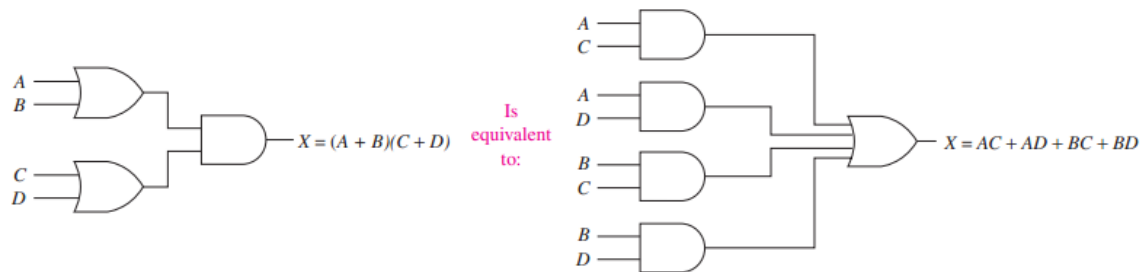 A
B
C
D
X = (A + B)(C + D)
Is
equivalent
to:
A
C
A
D
B
C
B
D
X = AC + AD + BC + BD